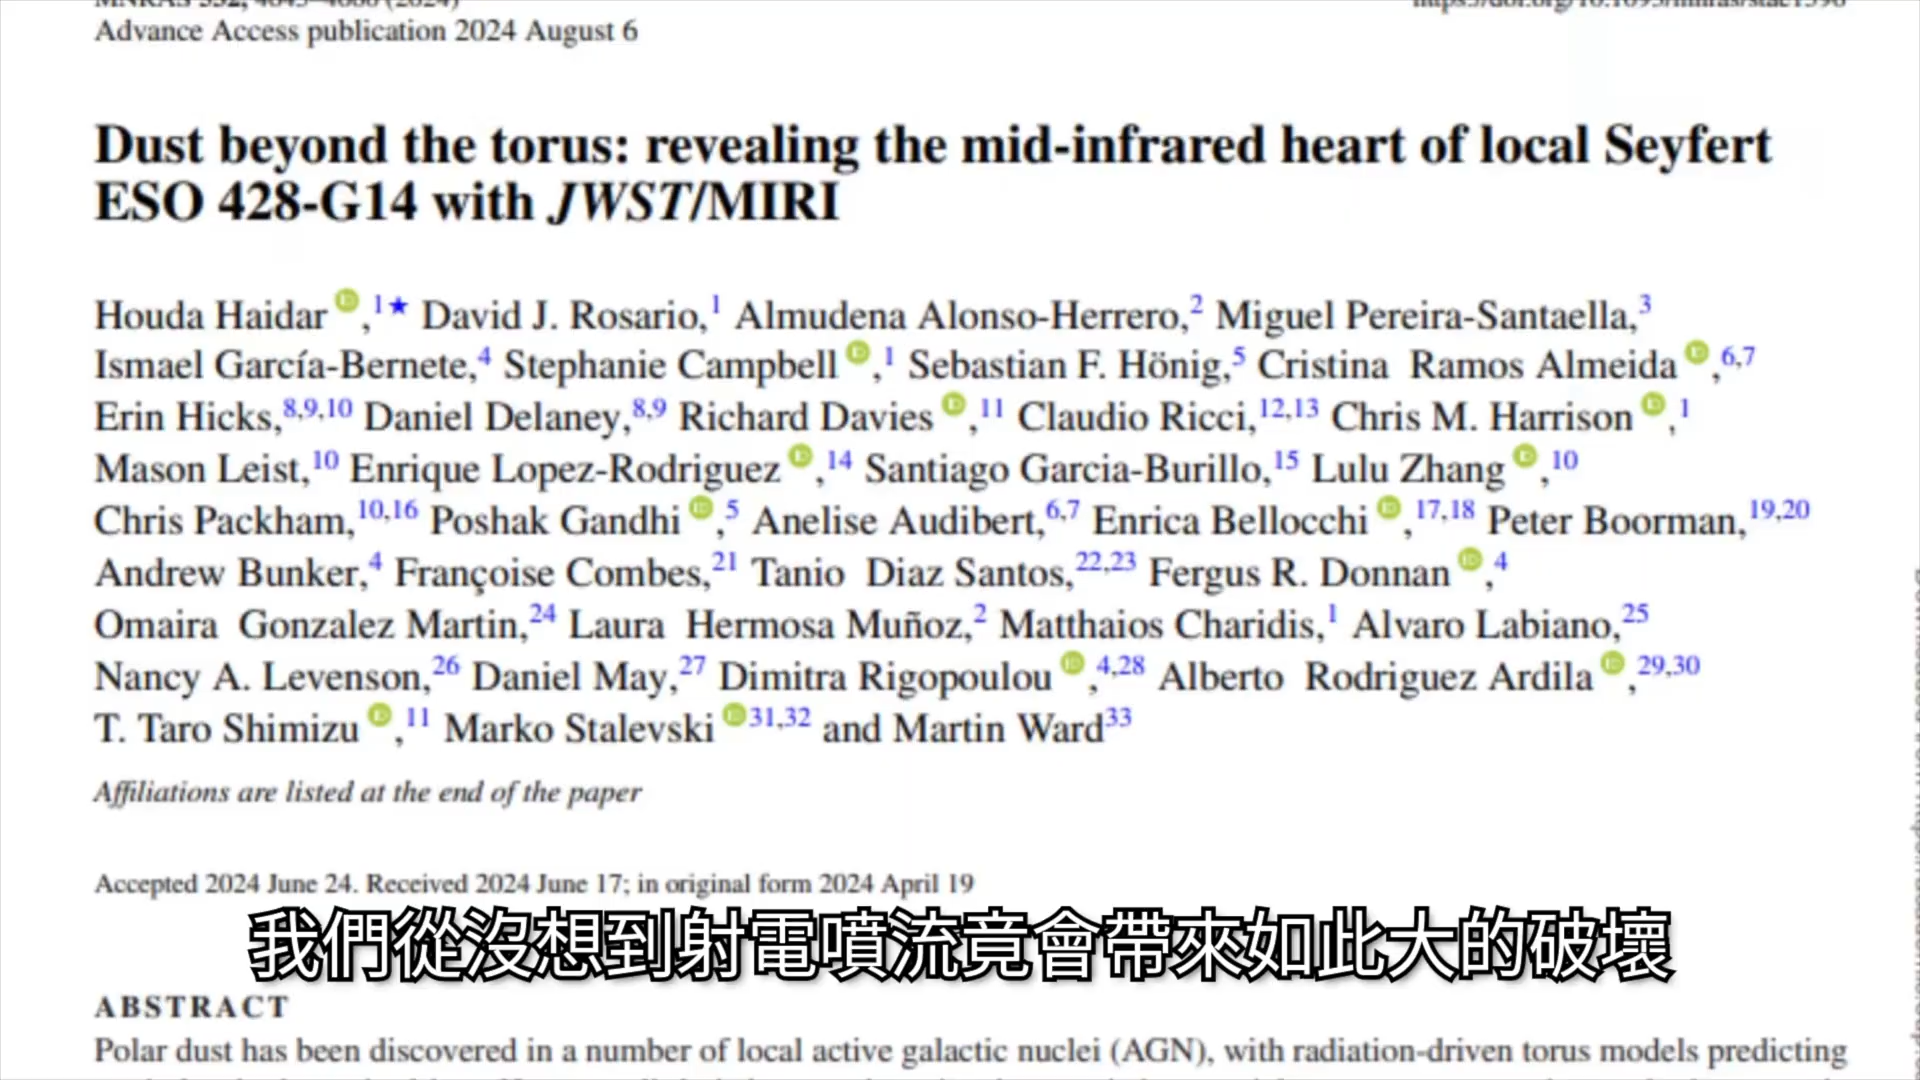 Advance Access publication 2024 August 6
Dust beyond the torus: revealing the mid-infrared heart of local Seyfert
ESO 428-G14 with JWST/MIRI
Houda Haidar ,1★ David J. Rosario,1 Almudena Alonso-Herrero,2 Miguel Pereira-Santaella,3
Ismael García-Bernete,4 Stephanie Campbell ,1 Sebastian F. Hönig,5 Cristina Ramos Almeida ,6,7
Erin Hicks,8,9,10 Daniel Delaney,8,9 Richard Davies ,11 Claudio Ricci,12,13 Chris M. Harrison ,1
Mason Leist,10 Enrique Lopez-Rodriguez ,14 Santiago Garcia-Burillo,15 Lulu Zhang ,10
Chris Packham,10,16 Poshak Gandhi ,5 Anelise Audibert,6,7 Enrica Bellocchi ,17,18 Peter Boorman,19,20
Andrew Bunker,4 Françoise Combes,21 Tanio Diaz Santos,22,23 Fergus R. Donnan ,4
Omaira Gonzalez Martin,24 Laura Hermosa Muñoz,2 Matthaios Charidis,1 Alvaro Labiano,25
Nancy A. Levenson,26 Daniel May,27 Dimitra Rigopoulou ,4,28 Alberto Rodriguez Ardila ,29,30
T. Taro Shimizu ,11 Marko Stalevski 31,32 and Martin Ward33
Affiliations are listed at the end of the paper
Accepted 2024 June 24. Received 2024 June 17; in original form 2024 April 19
我們從沒想到射電噴流竟會帶來如此大的破壞
ABSTRACT
Polar dust has been discovered in a number of local active galactic nuclei (AGN), with radiation-driven torus models predicting